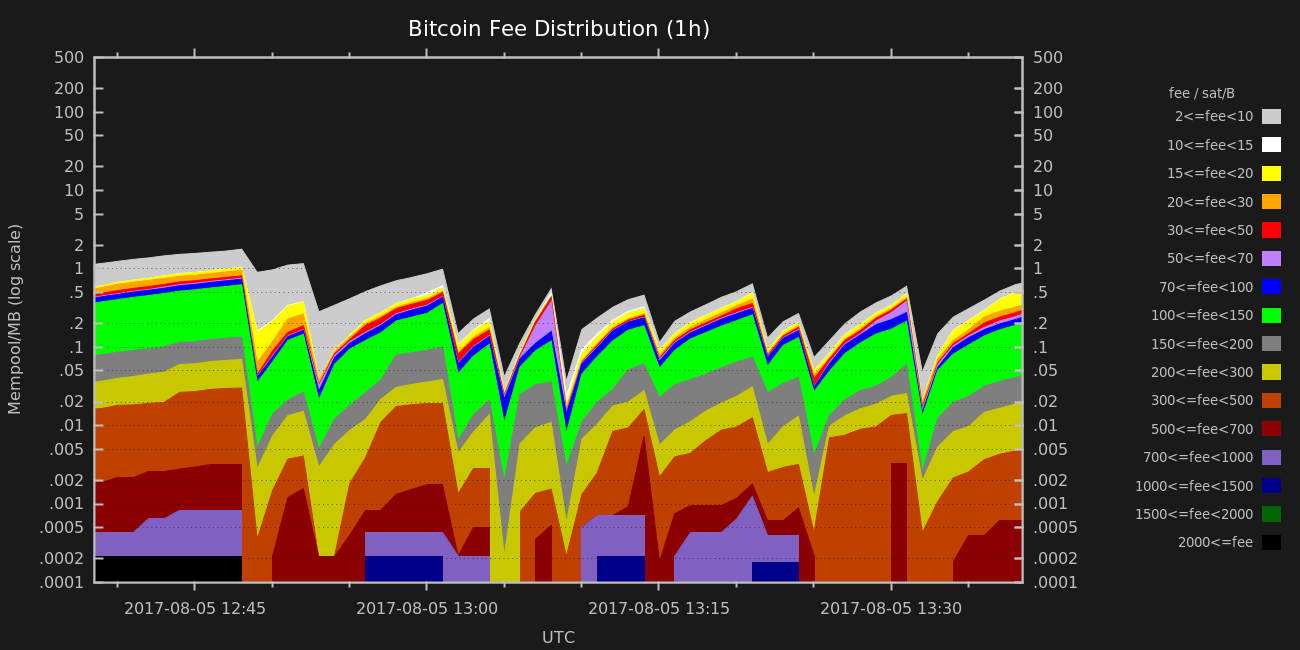 Bitcoin Fee Distribution (1h)
Mempool/MB (log scale)
500
200
100
50
20
10
5
2
1
.5
.2
.1
.05
.02
.01
.005
.002
.001
.0005
.0002
.0001
500
200
100
50
20
10
5
2
1
.5
.2
.1
.05
.02
.01
.005
.002
.001
.0005
.0002
.0001
2017-08-05 12:45
2017-08-05 13:00
2017-08-05 13:15
2017-08-05 13:30
UTC
fee / sat/B
2<=fee<10
10<=fee<15
15<=fee<20
20<=fee<30
30<=fee<50
50<=fee<70
70<=fee<100
100<=fee<150
150<=fee<200
200<=fee<300
300<=fee<500
500<=fee<700
700<=fee<1000
1000<=fee<1500
1500<=fee<2000
2000<=fee